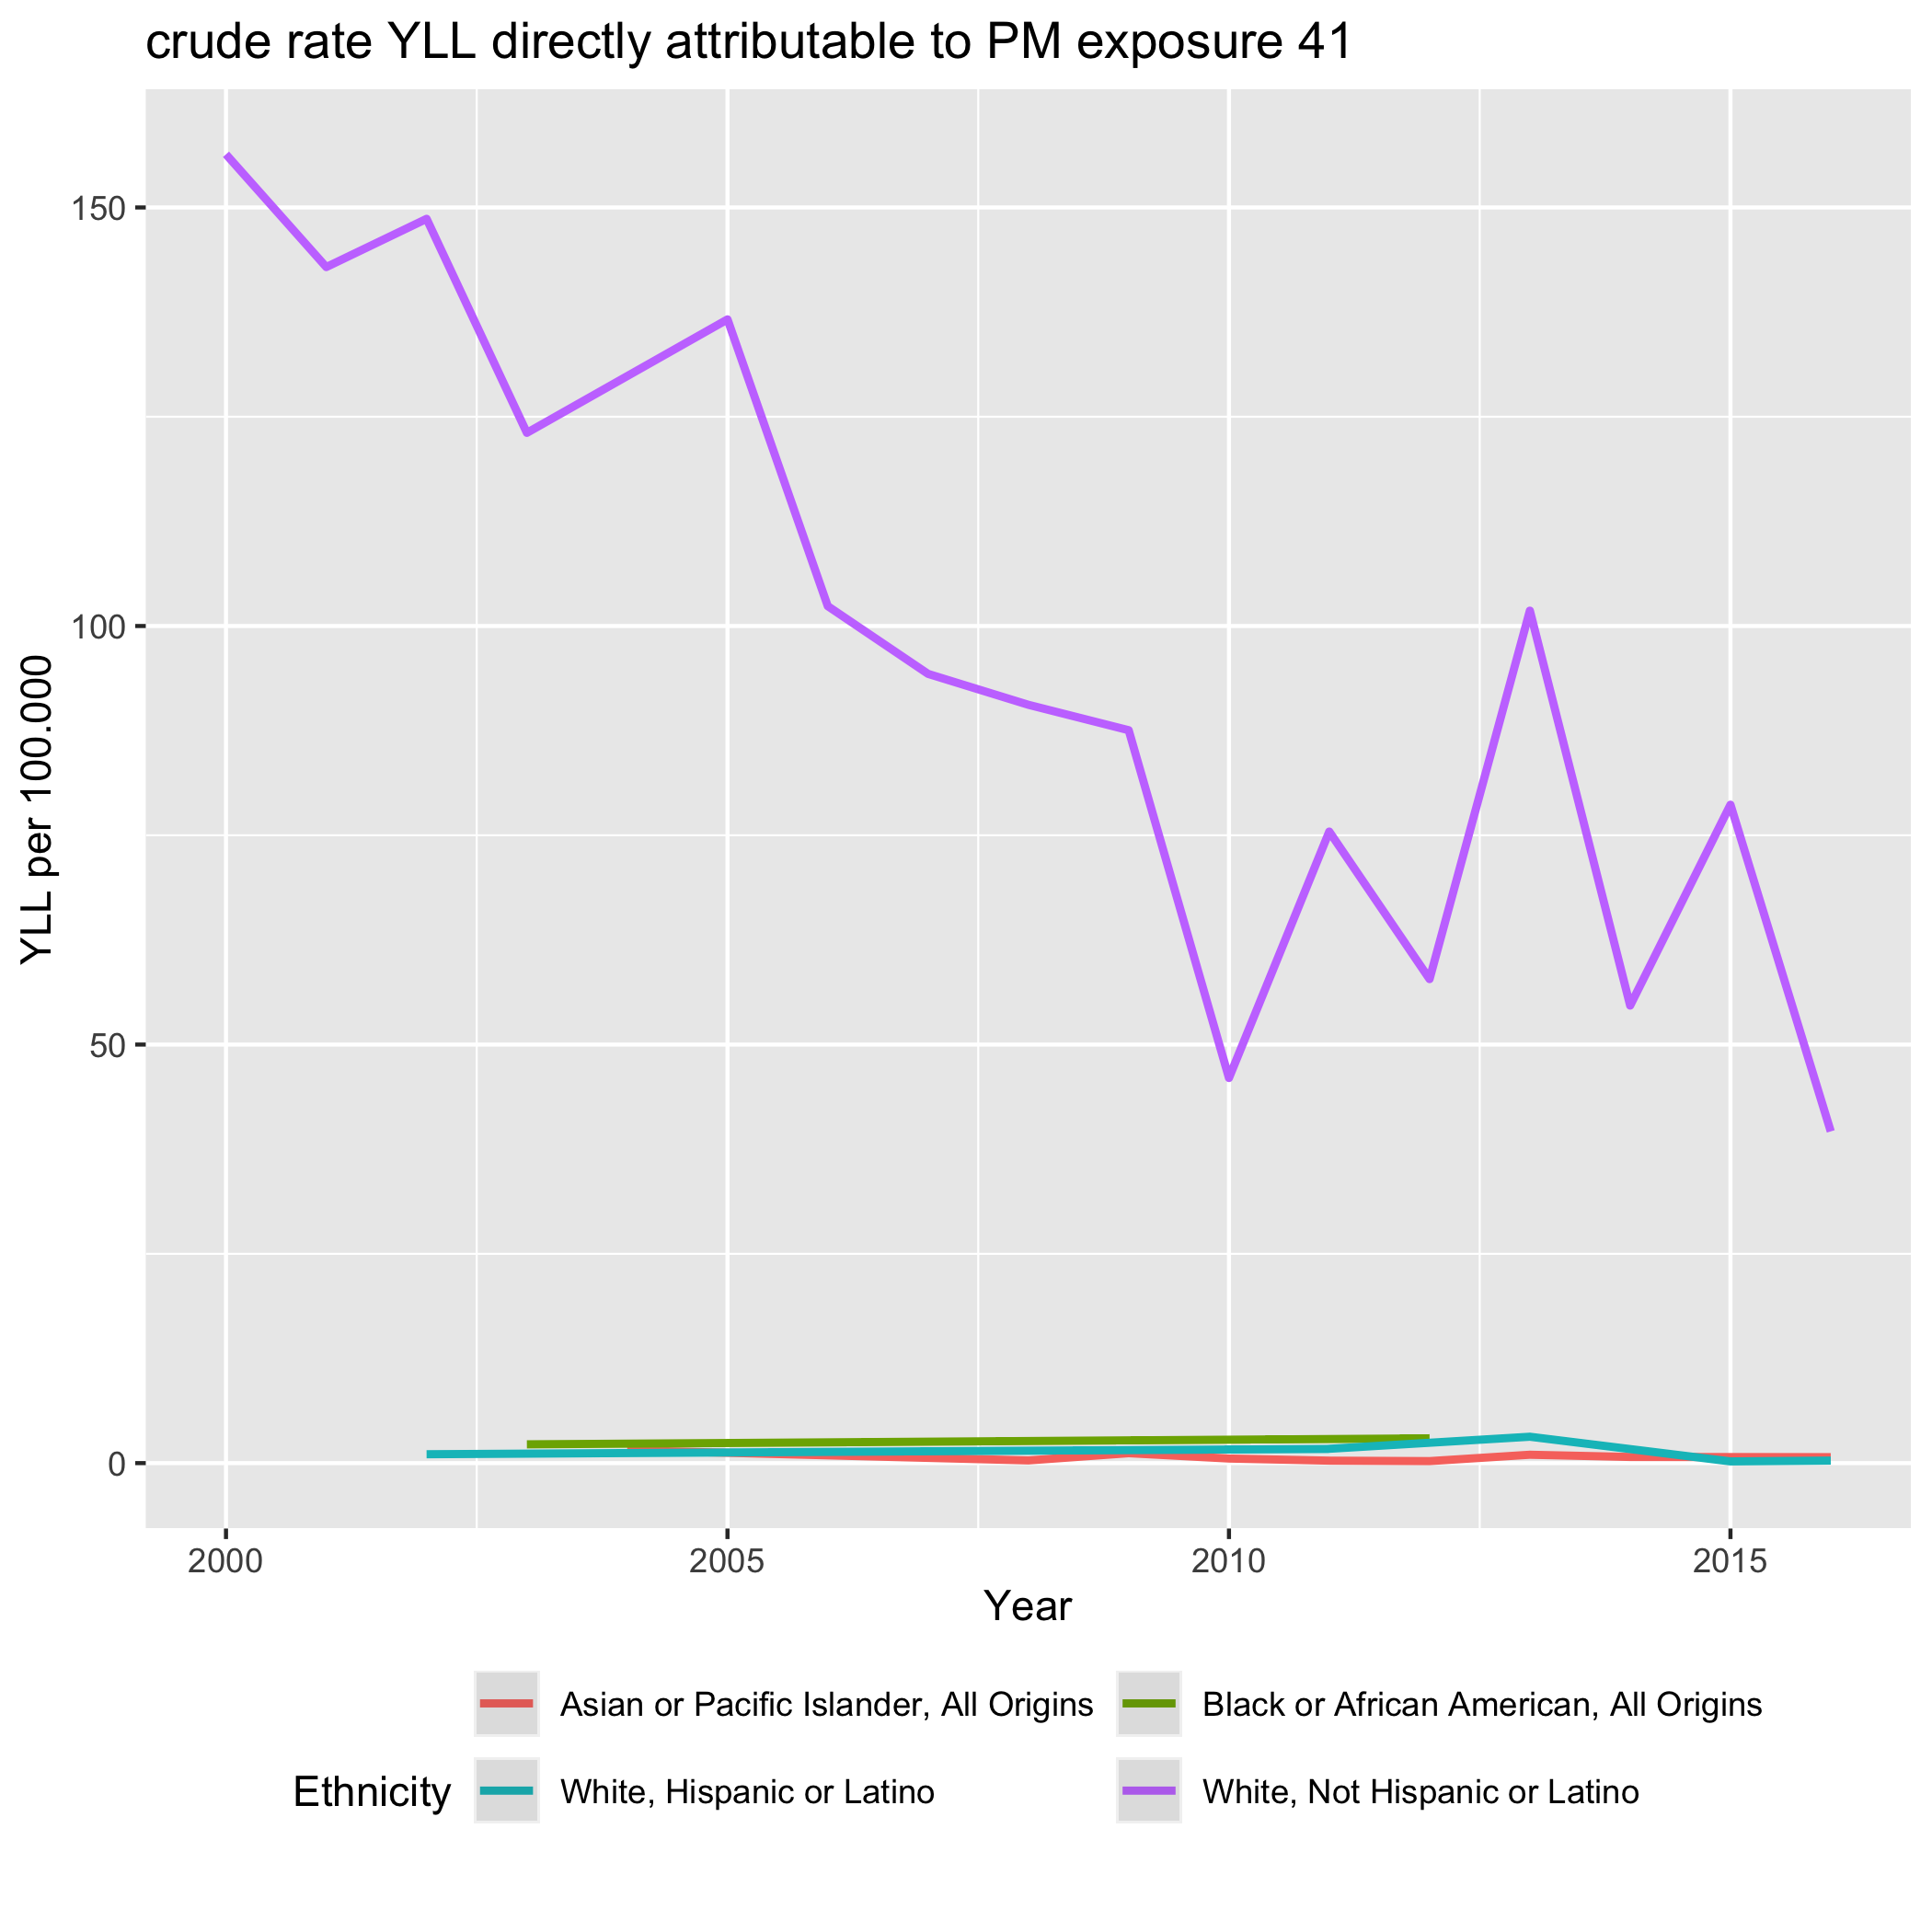 crude rate YLL directly attributable to PM exposure 41
YLL per 100.000
150
100
50
0
2000 2005 2010 2015
Year
Ethnicity
Asian or Pacific Islander, All Origins
Black or African American, All Origins
White, Hispanic or Latino
White, Not Hispanic or Latino